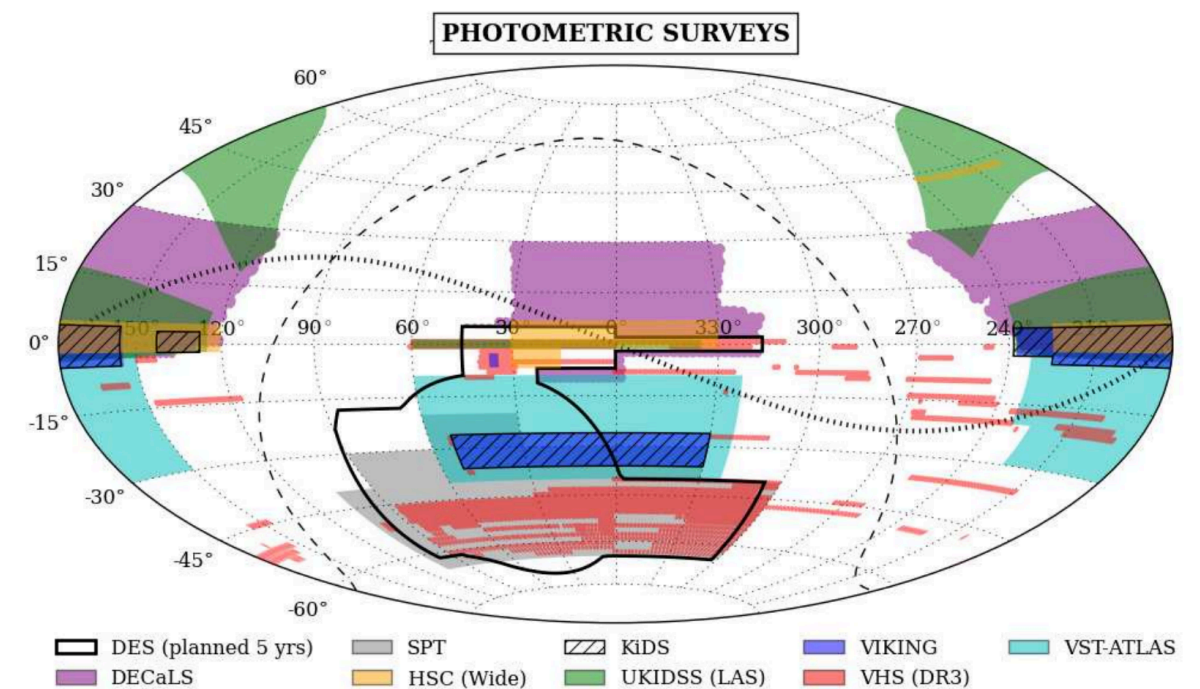 PHOTOMETRIC SURVEYS
60°
45°
30°
15°
0°
-15°
-30°
-45°
-60°
150° 120° 90° 60° 30° 0° 330° 300° 270° 240° 210°
DES (planned 5 yrs) SPT KiDS VIKING VST-ATLAS
DECaLS HSC (Wide) UKIDSS (LAS) VHS (DR3)